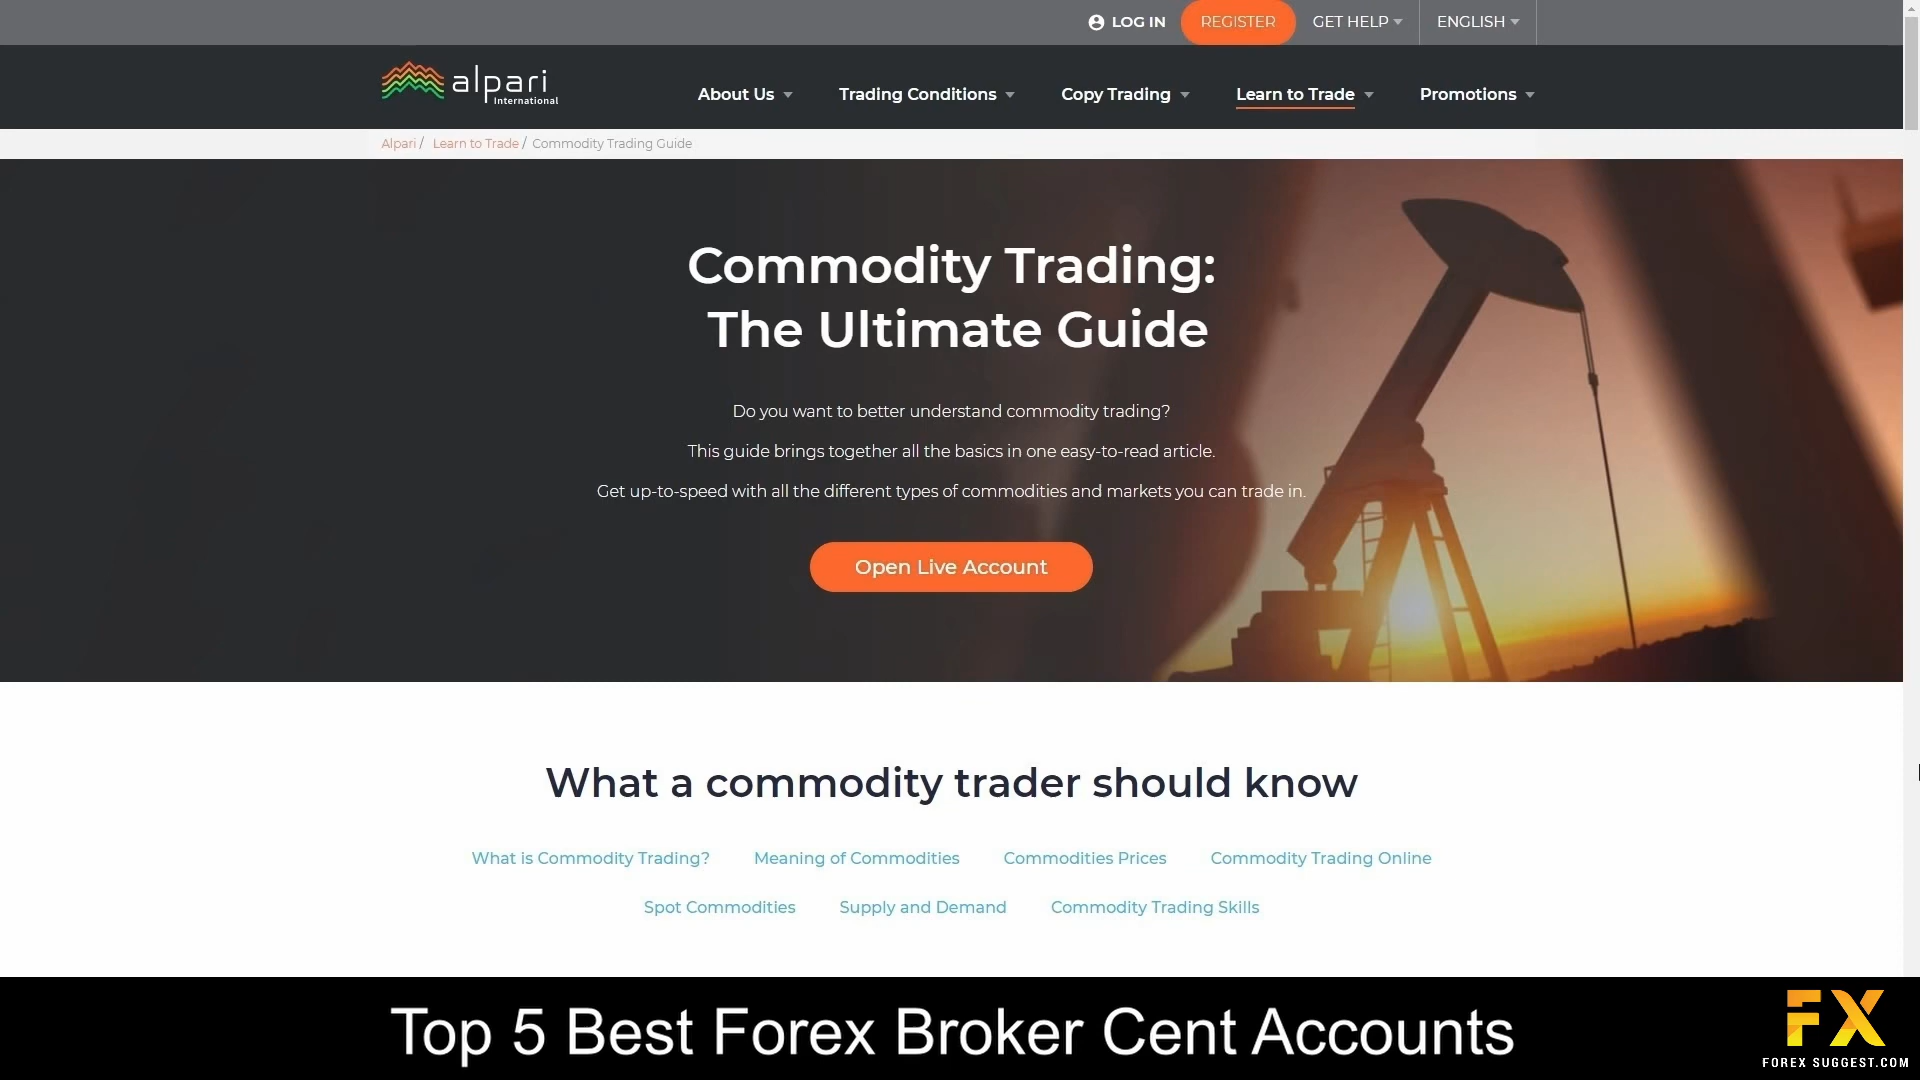 LOG IN REGISTER GET HELP ENGLISH
alpari
International
About Us Trading Conditions Copy Trading Learn to Trade Promotions
Alpari / Learn to Trade / Commodity Trading Guide
Commodity Trading:
The Ultimate Guide
Do you want to better understand commodity trading?
This guide brings together all the basics in one easy-to-read article.
Get up-to-speed with all the different types of commodities and markets you can trade in.
Open Live Account
What a commodity trader should know
What is Commodity Trading? Meaning of Commodities Commodities Prices Commodity Trading Online
Spot Commodities Supply and Demand Commodity Trading Skills
Top 5 Best Forex Broker Cent Accounts
FX
FOREX SUGGEST.COM